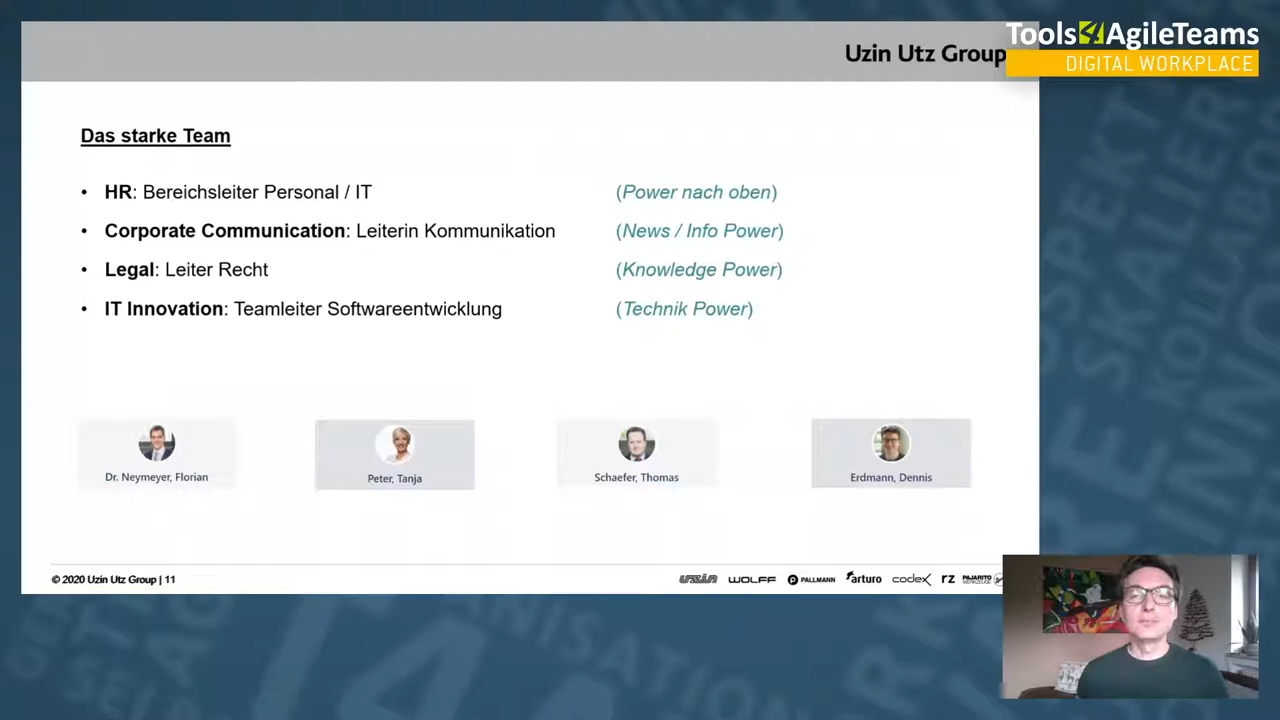 Uzin Utz Group
Tools4AgileTeams
DIGITAL WORKPLACE
Das starke Team
• HR: Bereichsleiter Personal / IT (Power nach oben)
• Corporate Communication: Leiterin Kommunikation (News / Info Power)
• Legal: Leiter Recht (Knowledge Power)
• IT Innovation: Teamleiter Softwareentwicklung (Technik Power)
Dr. Neymeyer, Florian
Peter, Tanja
Schaefer, Thomas
Erdmann, Dennis
© 2020 Uzin Utz Group | 11
UZIN WOLFF PALLMANN arturo codex RZ PAJARITO